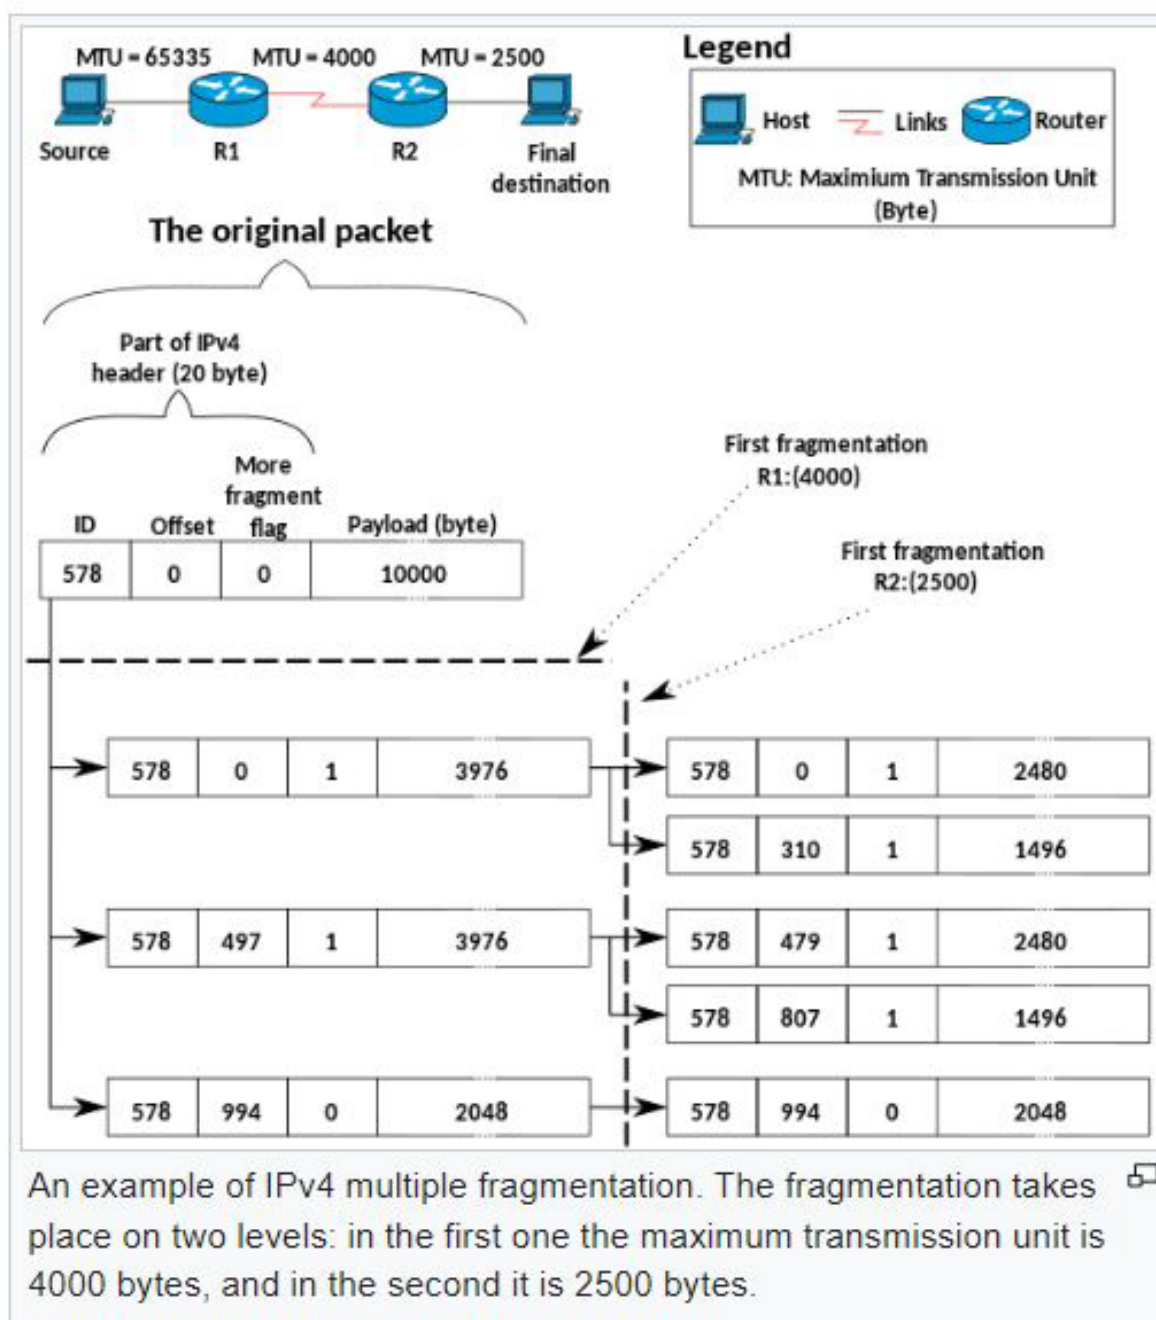 MTU = 65335 MTU = 4000 MTU = 2500
Source R1 R2 Final
destination
Legend
Host Links Router
MTU: Maximium Transmission Unit
(Byte)
The original packet
Part of IPv4
header (20 byte)
More
fragment
ID Offset flag Payload (byte)
578 0 0 10000
First fragmentation
R1:(4000)
First fragmentation
R2:(2500)
578 0 1 3976 578 0 1 2480
578 310 1 1496
578 497 1 3976 578 479 1 2480
578 807 1 1496
578 994 0 2048 578 994 0 2048
An example of IPv4 multiple fragmentation. The fragmentation takes
place on two levels: in the first one the maximum transmission unit is
4000 bytes, and in the second it is 2500 bytes.